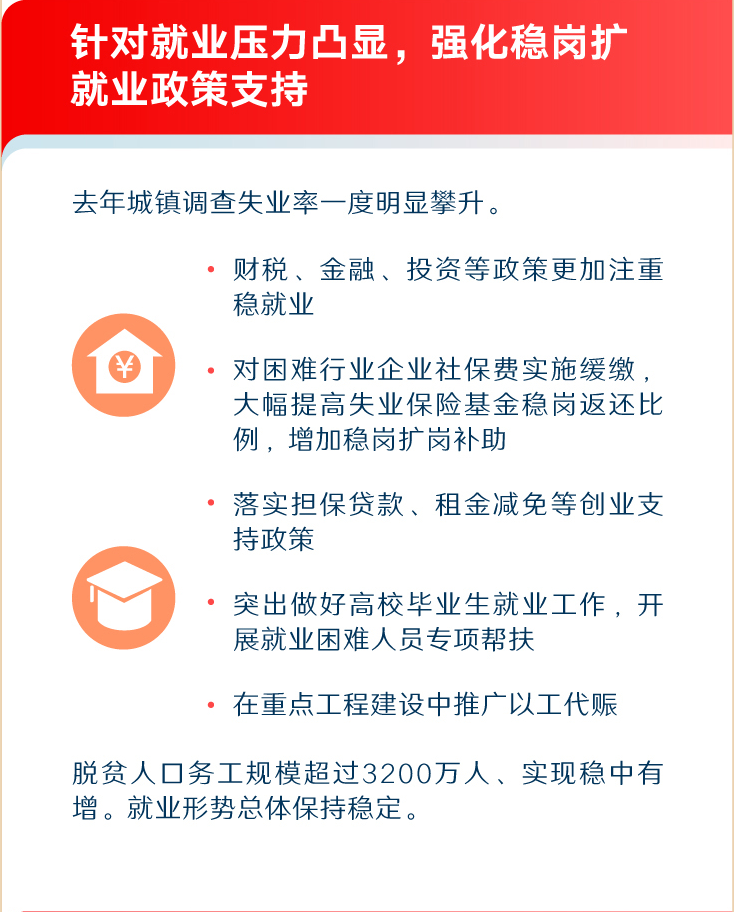 针对就业压力凸显，强化稳岗扩
就业政策支持
去年城镇调查失业率一度明显攀升。
• 财税、金融、投资等政策更加注重
稳就业
¥
• 对困难行业企业社保费实施缓缴，
大幅提高失业保险基金稳岗返还比
例，增加稳岗扩岗补助
• 落实担保贷款、租金减免等创业支
持政策
• 突出做好高校毕业生就业工作，开
展就业困难人员专项帮扶
• 在重点工程建设中推广以工代赈
脱贫人口务工规模超过3200万人、实现稳中有
增。就业形势总体保持稳定。